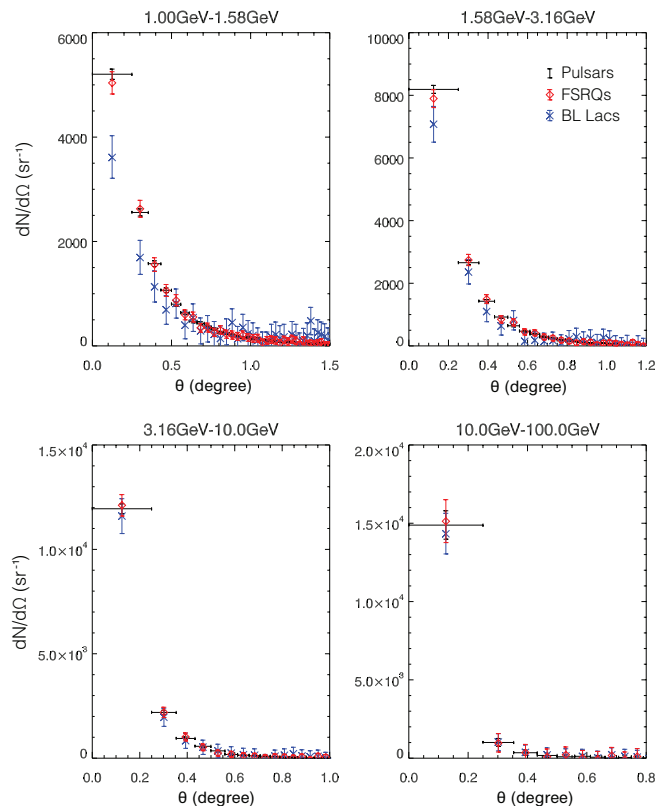 1.00GeV-1.58GeV
1.58GeV-3.16GeV
6000
4000
2000
0
dN/dΩ (sr⁻¹)
0.0 0.5 1.0 1.5
θ (degree)
10000
8000
6000
4000
2000
0
Pulsars
FSRQs
BL Lacs
0.0 0.2 0.4 0.6 0.8 1.0 1.2
θ (degree)
3.16GeV-10.0GeV
10.0GeV-100.0GeV
1.5×10⁴
1.0×10⁴
5.0×10³
0
dN/dΩ (sr⁻¹)
0.0 0.2 0.4 0.6 0.8 1.0
θ (degree)
2.0×10⁴
1.5×10⁴
1.0×10⁴
5.0×10³
0
0.0 0.2 0.4 0.6 0.8
θ (degree)